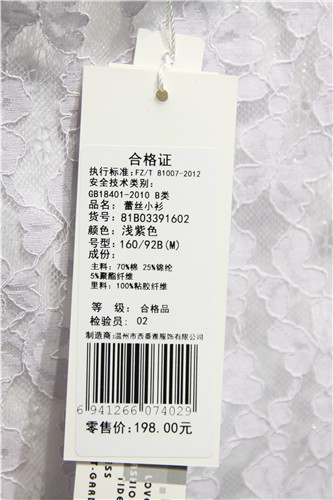 合格证
执行标准:FZ/T 81007-2012
安全技术类别:
GB18401-2010 B类
品名: 蕾丝小衫
货号: 81B03391602
颜色: 浅紫色
号型:160/92B(M)
成份:
主料: 70%棉 25%锦纶
5%聚酯纤维
里料: 100%粘胶纤维
等 级: 合格品
检验员: 02
制造商:温州市西番煮服饰有限公司
6 941266 074029
零售价:198.00元